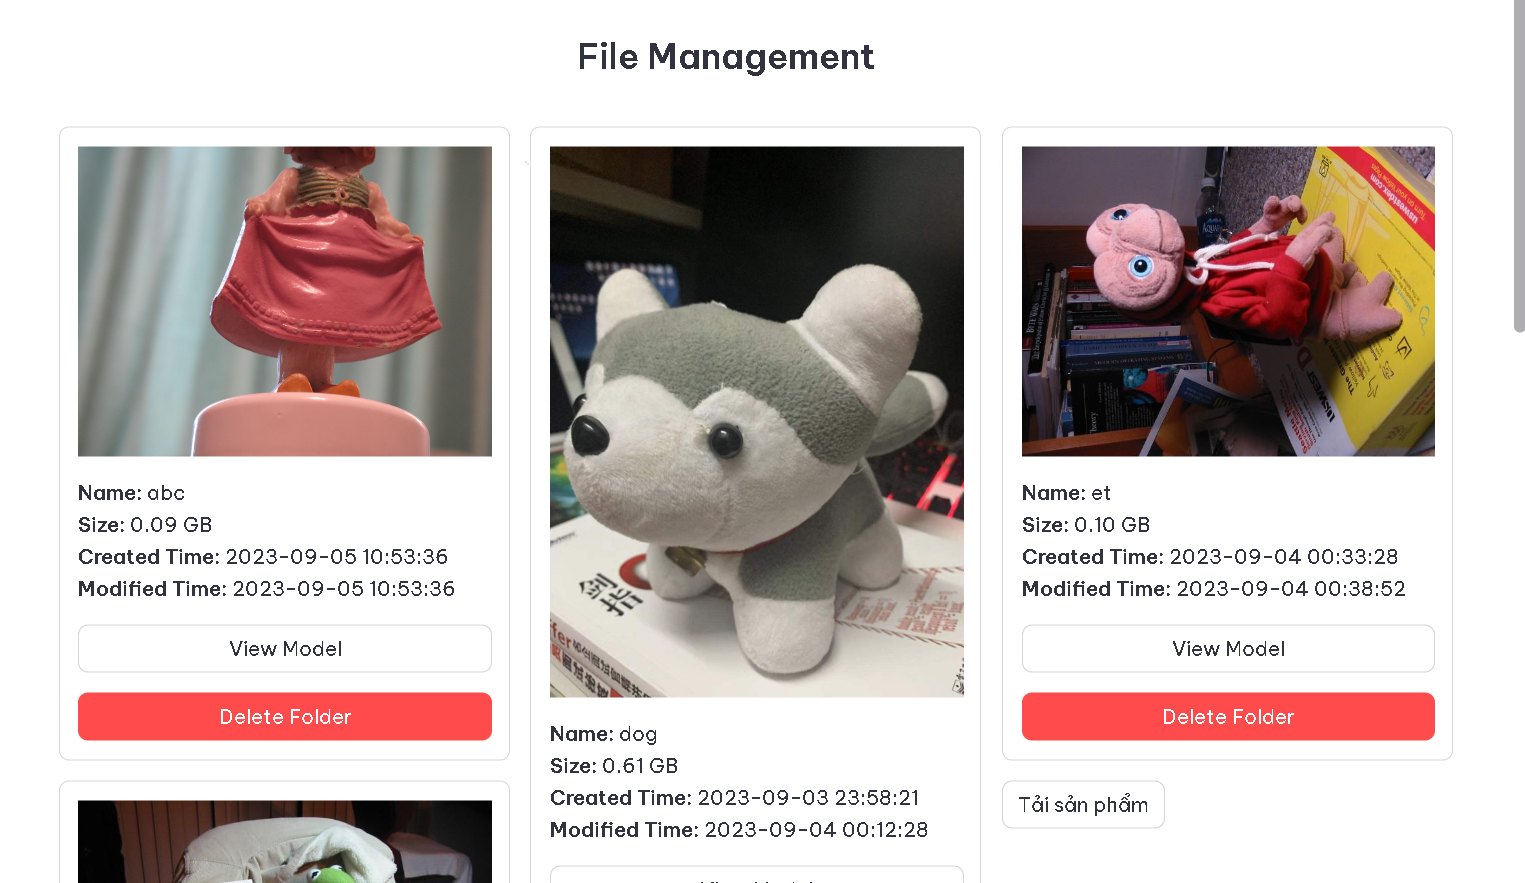 File Management
Name: abc
Size: 0.09 GB
Created Time: 2023-09-05 10:53:36
Modified Time: 2023-09-05 10:53:36
View Model
Delete Folder
剑
指
Name: dog
Size: 0.61 GB
Created Time: 2023-09-03 23:58:21
Modified Time: 2023-09-04 00:12:28
uswestdex.com
Name: et
Size: 0.10 GB
Created Time: 2023-09-04 00:33:28
Modified Time: 2023-09-04 00:38:52
View Model
Delete Folder
Tải sản phẩm